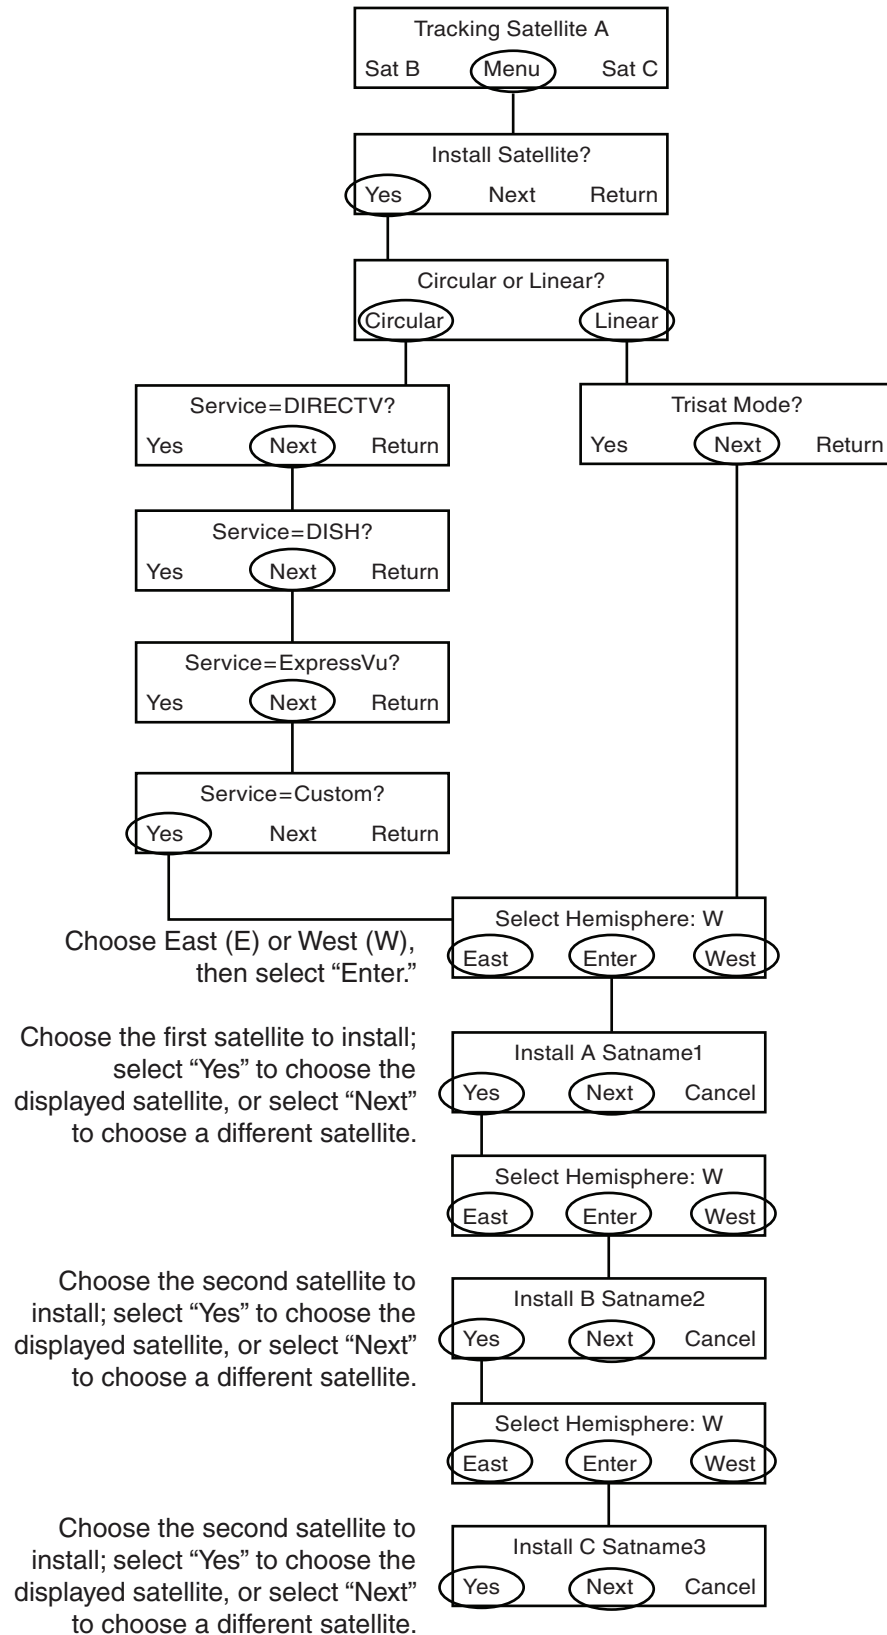 Tracking Satellite A
Sat B Menu Sat C
Install Satellite?
Yes Next Return
Circular or Linear?
Circular Linear
Service=DIRECTV?
Yes Next Return
Trisat Mode?
Yes Next Return
Service=DISH?
Yes Next Return
Service=ExpressVu?
Yes Next Return
Service=Custom?
Yes Next Return
Choose East (E) or West (W),
then select “Enter.”
Select Hemisphere: W
East Enter West
Choose the first satellite to install;
select “Yes” to choose the
displayed satellite, or select “Next”
to choose a different satellite.
Install A Satname1
Yes Next Cancel
Select Hemisphere: W
East Enter West
Choose the second satellite to
install; select “Yes” to choose the
displayed satellite, or select “Next”
to choose a different satellite.
Install B Satname2
Yes Next Cancel
Select Hemisphere: W
East Enter West
Choose the second satellite to
install; select “Yes” to choose the
displayed satellite, or select “Next”
to choose a different satellite.
Install C Satname3
Yes Next Cancel